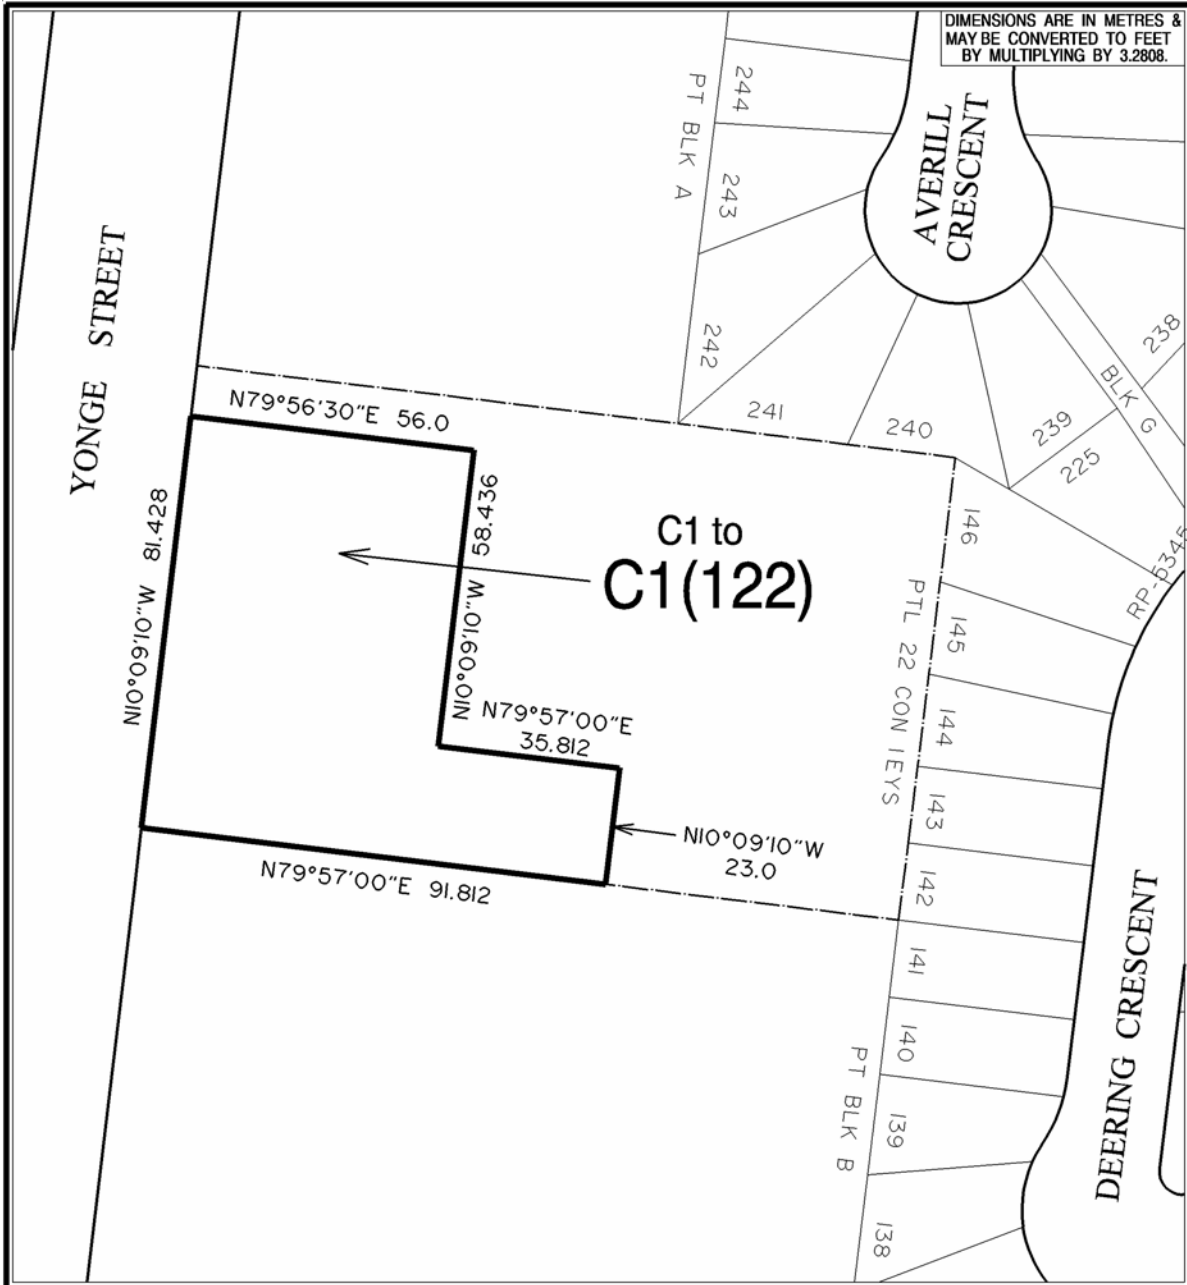 DIMENSIONS ARE IN METRES &
MAY BE CONVERTED TO FEET
BY MULTIPLYING BY 3.2808.
244
PT BLK A
243
242
AVERILL
CRESCENT
YONGE STREET
238
BLK G
239
225
241
240
N79°56'30"E 56.0
N10°09'10"W 81.428
N10°09'10"W 58.436
C1 to
C1(122)
146
RP-5345
145
PTL 22 CON 1EYS
144
143
142
N79°57'00"E
35.812
N10°09'10"W
23.0
N79°57'00"E 91.812
141
140
PT BLK B
139
138
DEERING CRESCENT